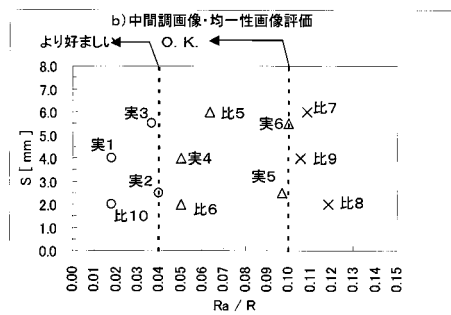 b)中間調画像・均一性画像評価
より好ましい O. K.
8.0
7.0
6.0
5.0
4.0
3.0
2.0
1.0
0.0
S [mm]
実3
比5
実6
比7
実1
実4
比9
実2
実5
比10
比6
比8
0.00 0.01 0.02 0.03 0.04 0.05 0.06 0.07 0.08 0.09 0.10 0.11 0.12 0.13 0.14 0.15
Ra / R